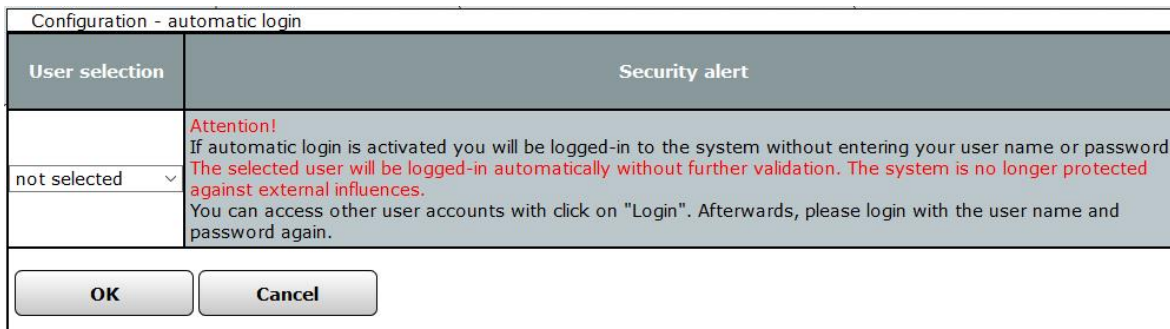 Configuration - automatic login
User selection
Security alert
Attention!
If automatic login is activated you will be logged-in to the system without entering your user name or password
The selected user will be logged-in automatically without further validation. The system is no longer protected
against external influences.
not selected
You can access other user accounts with click on "Login". Afterwards, please login with the user name and
password again.
OK
Cancel